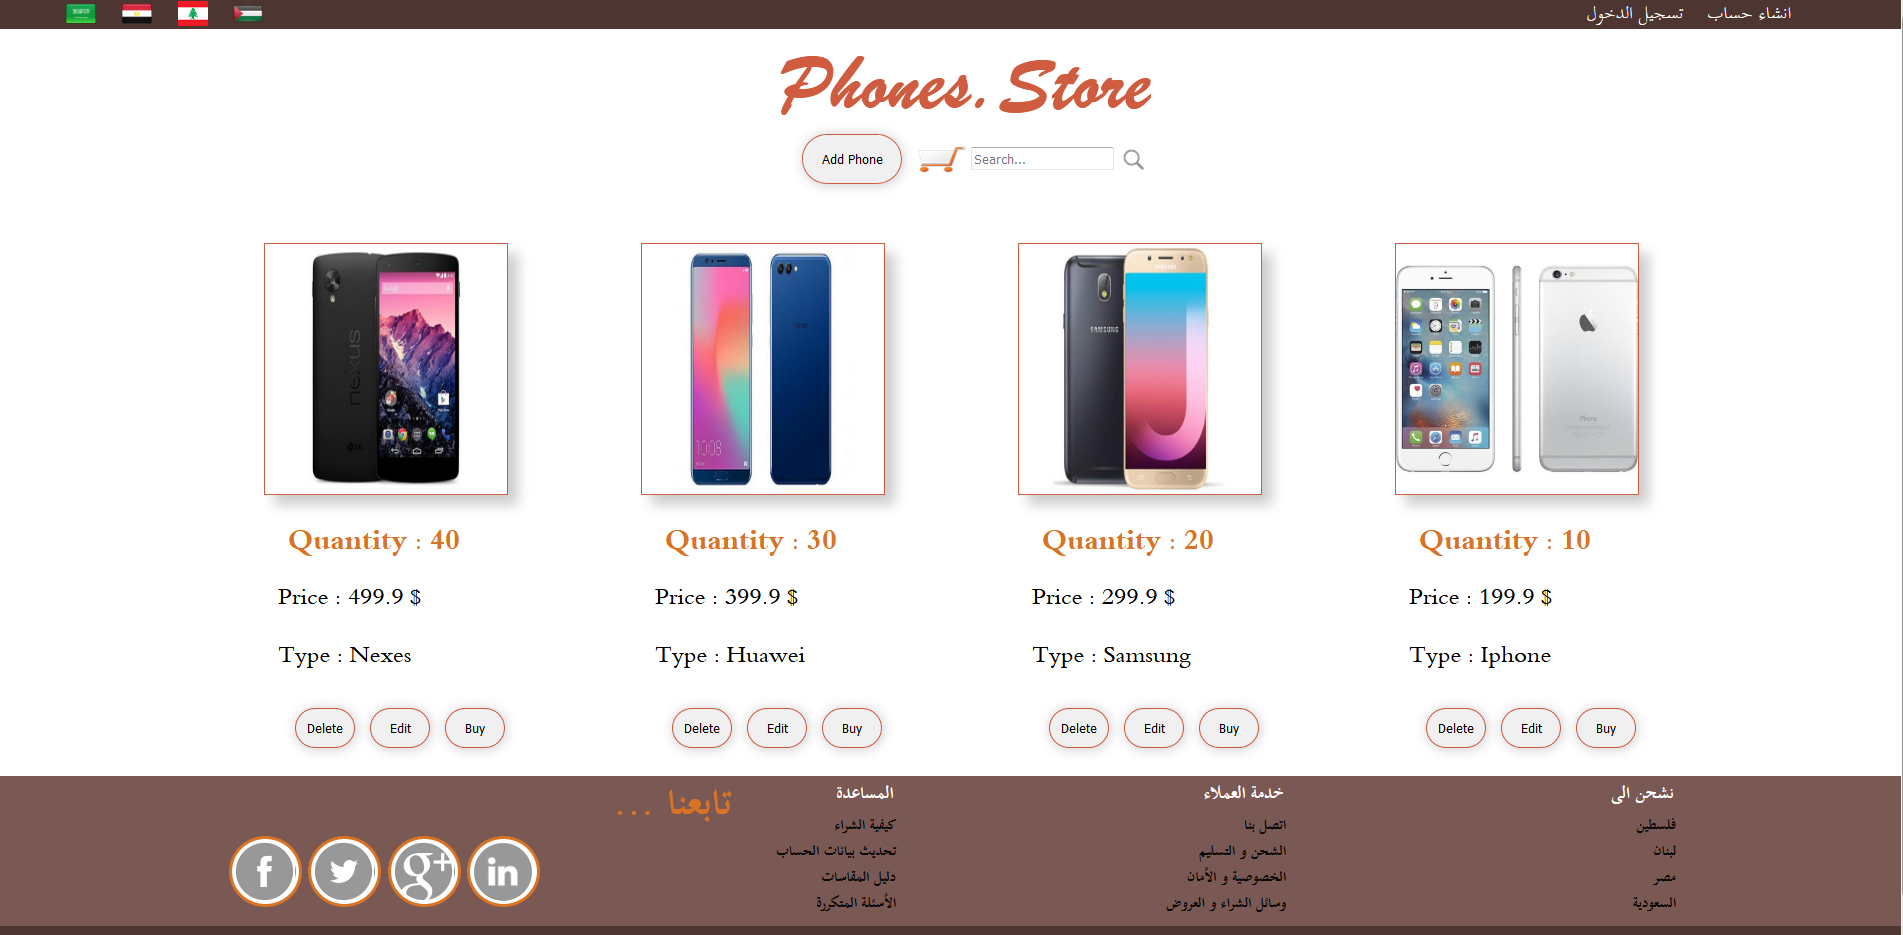 انشاء حساب
تسجيل الدخول
Phones.Store
Add Phone
Search...
nexus
SAMSUNG
SAMSUNG
iPhone
Quantity : 40
Quantity : 30
Quantity : 20
Quantity : 10
Price : 499.9 $
Price : 399.9 $
Price : 299.9 $
Price : 199.9 $
Type : Nexes
Type : Huawei
Type : Samsung
Type : Iphone
Delete Edit Buy
Delete Edit Buy
Delete Edit Buy
Delete Edit Buy
نشحن الى
فلسطين
لبنان
مصر
السعودية
خدمة العملاء
اتصل بنا
الشحن و التسليم
الخصوصية و الأمان
وسائل الشراء و العروض
المساعدة
كيفية الشراء
تحديث بيانات الحساب
دليل المقاسات
الأسئلة المتكررة
تابعنا ...